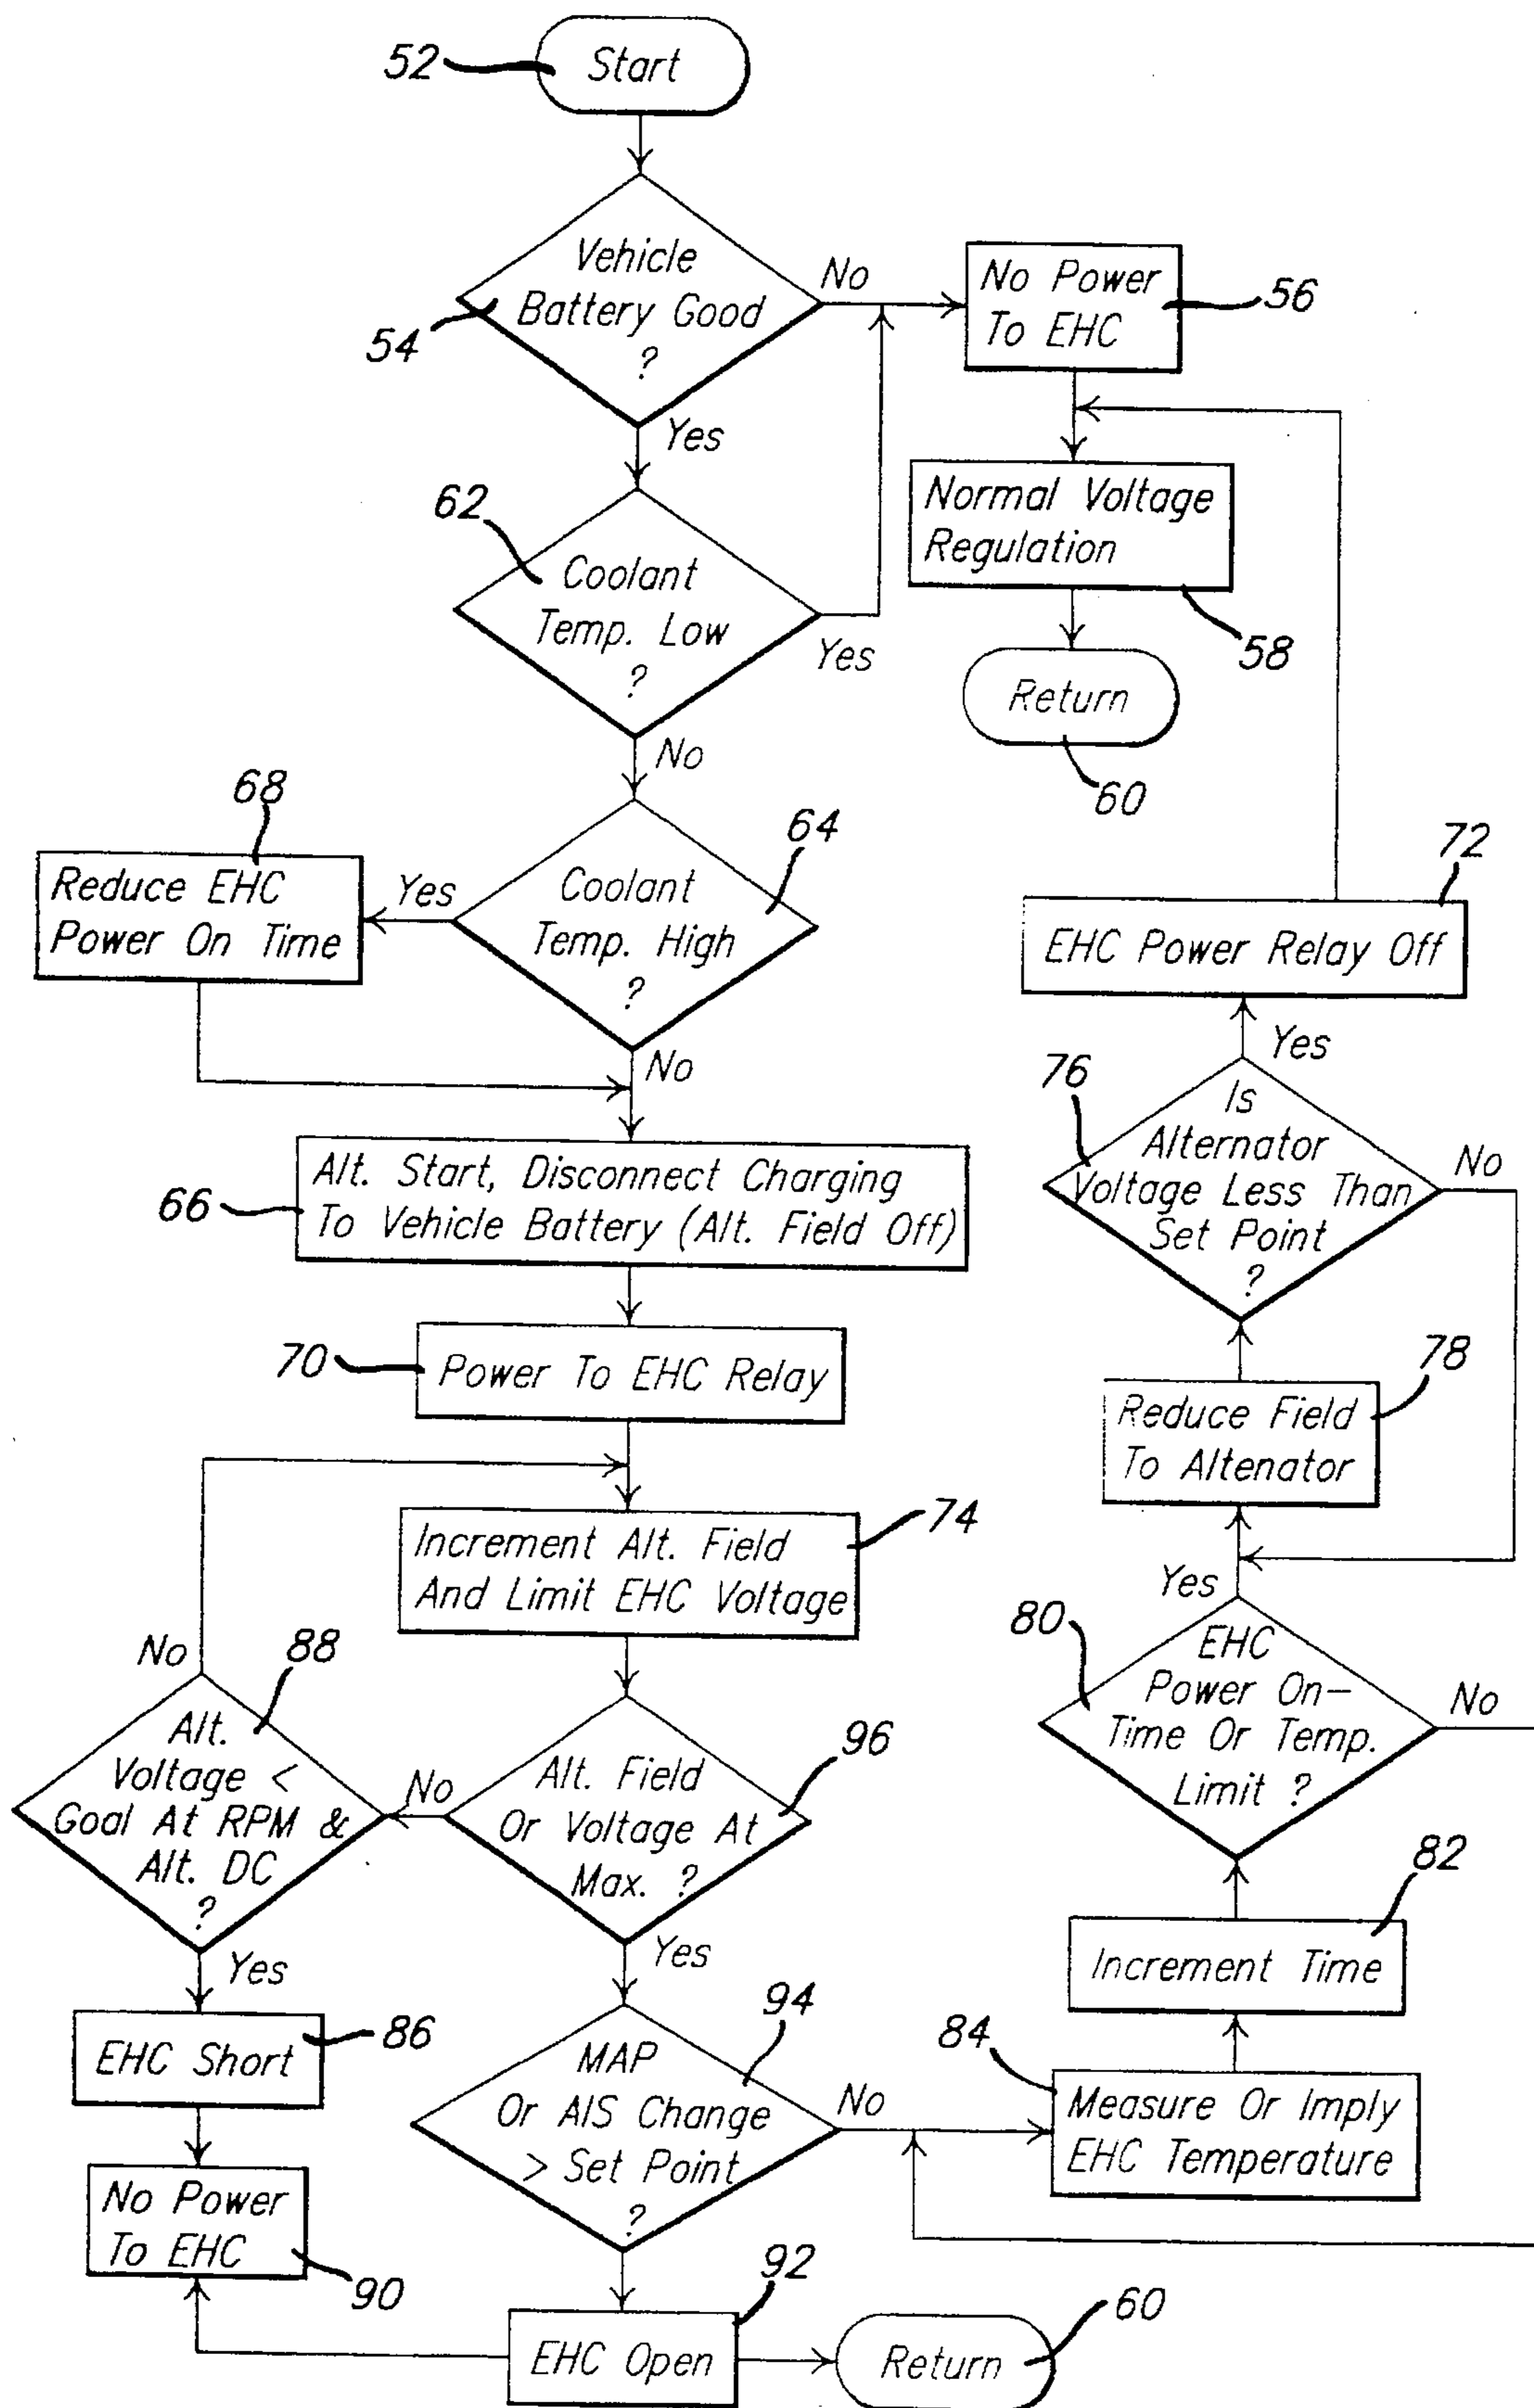 52
Start
Vehicle
Battery Good
?
54
No
Yes
No Power
To EHC
56
Normal Voltage
Regulation
58
Return
60
62
Coolant
Temp. Low
?
Yes
No
68
Reduce EHC
Power On Time
Yes
64
Coolant
Temp. High
?
No
66
Alt. Start, Disconnect Charging
To Vehicle Battery (Alt. Field Off)
70
Power To EHC Relay
74
Increment Alt. Field
And Limit EHC Voltage
No
88
Alt.
Voltage <
Goal At RPM &
Alt. DC
?
Yes
No
96
Alt. Field
Or Voltage At
Max. ?
Yes
EHC Short
86
No Power
To EHC
90
94
MAP
Or AIS Change
> Set Point
?
No
92
EHC Open
Return
60
72
EHC Power Relay Off
Yes
76
Is
Alternator
Voltage Less Than
Set Point
?
No
78
Reduce Field
To Altenator
Yes
80
EHC
Power On-
Time Or Temp.
Limit ?
No
82
Increment Time
84
Measure Or Imply
EHC Temperature